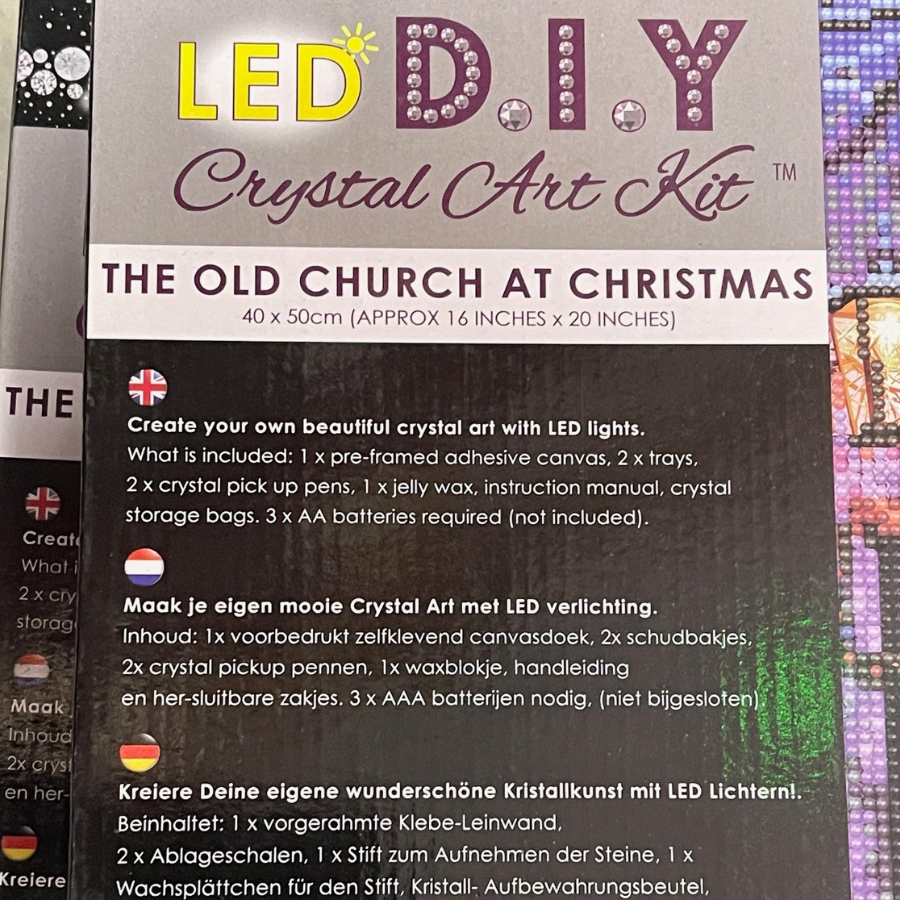 LED D.I.Y
Crystal Art Kit ™
THE OLD CHURCH AT CHRISTMAS
40 x 50cm (APPROX 16 INCHES x 20 INCHES)
Create your own beautiful crystal art with LED lights.
What is included: 1 x pre-framed adhesive canvas, 2 x trays,
2 x crystal pick up pens, 1 x jelly wax, instruction manual, crystal
storage bags. 3 x AA batteries required (not included).
Maak je eigen mooie Crystal Art met LED verlichting.
Inhoud: 1x voorbedrukt zelfklevend canvasdoek, 2x schudbakjes,
2x crystal pickup pennen, 1x waxblokje, handleiding
en her-sluitbare zakjes. 3 x AAA batterijen nodig, (niet bijgesloten).
Kreiere Deine eigene wunderschöne Kristallkunst mit LED Lichtern!.
Beinhaltet: 1 x vorgerahmte Klebe-Leinwand,
2 x Ablageschalen, 1 x Stift zum Aufnehmen der Steine, 1 x
Wachsplättchen für den Stift, Kristall- Aufbewahrungsbeutel,
THE
Creat
What i
2 x cry
storag
Maak
Inhoud
2x cryst
en her-
Kreiere